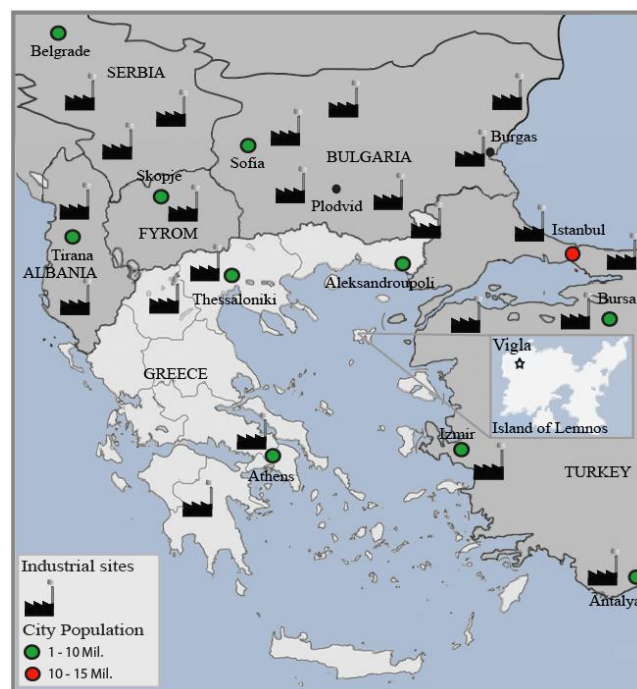 Belgrade
SERBIA
Burgas
Sofia
BULGARIA
Skopje
Plodvid
FYROM
Istanbul
Tirana
ALBANIA
Aleksandroupoli
Thessaloniki
Bursa
Vigla
GREECE
Island of Lemnos
Izmir
Athens
TURKEY
Industrial sites
Antalya
City Population
1 - 10 Mil.
10 - 15 Mil.